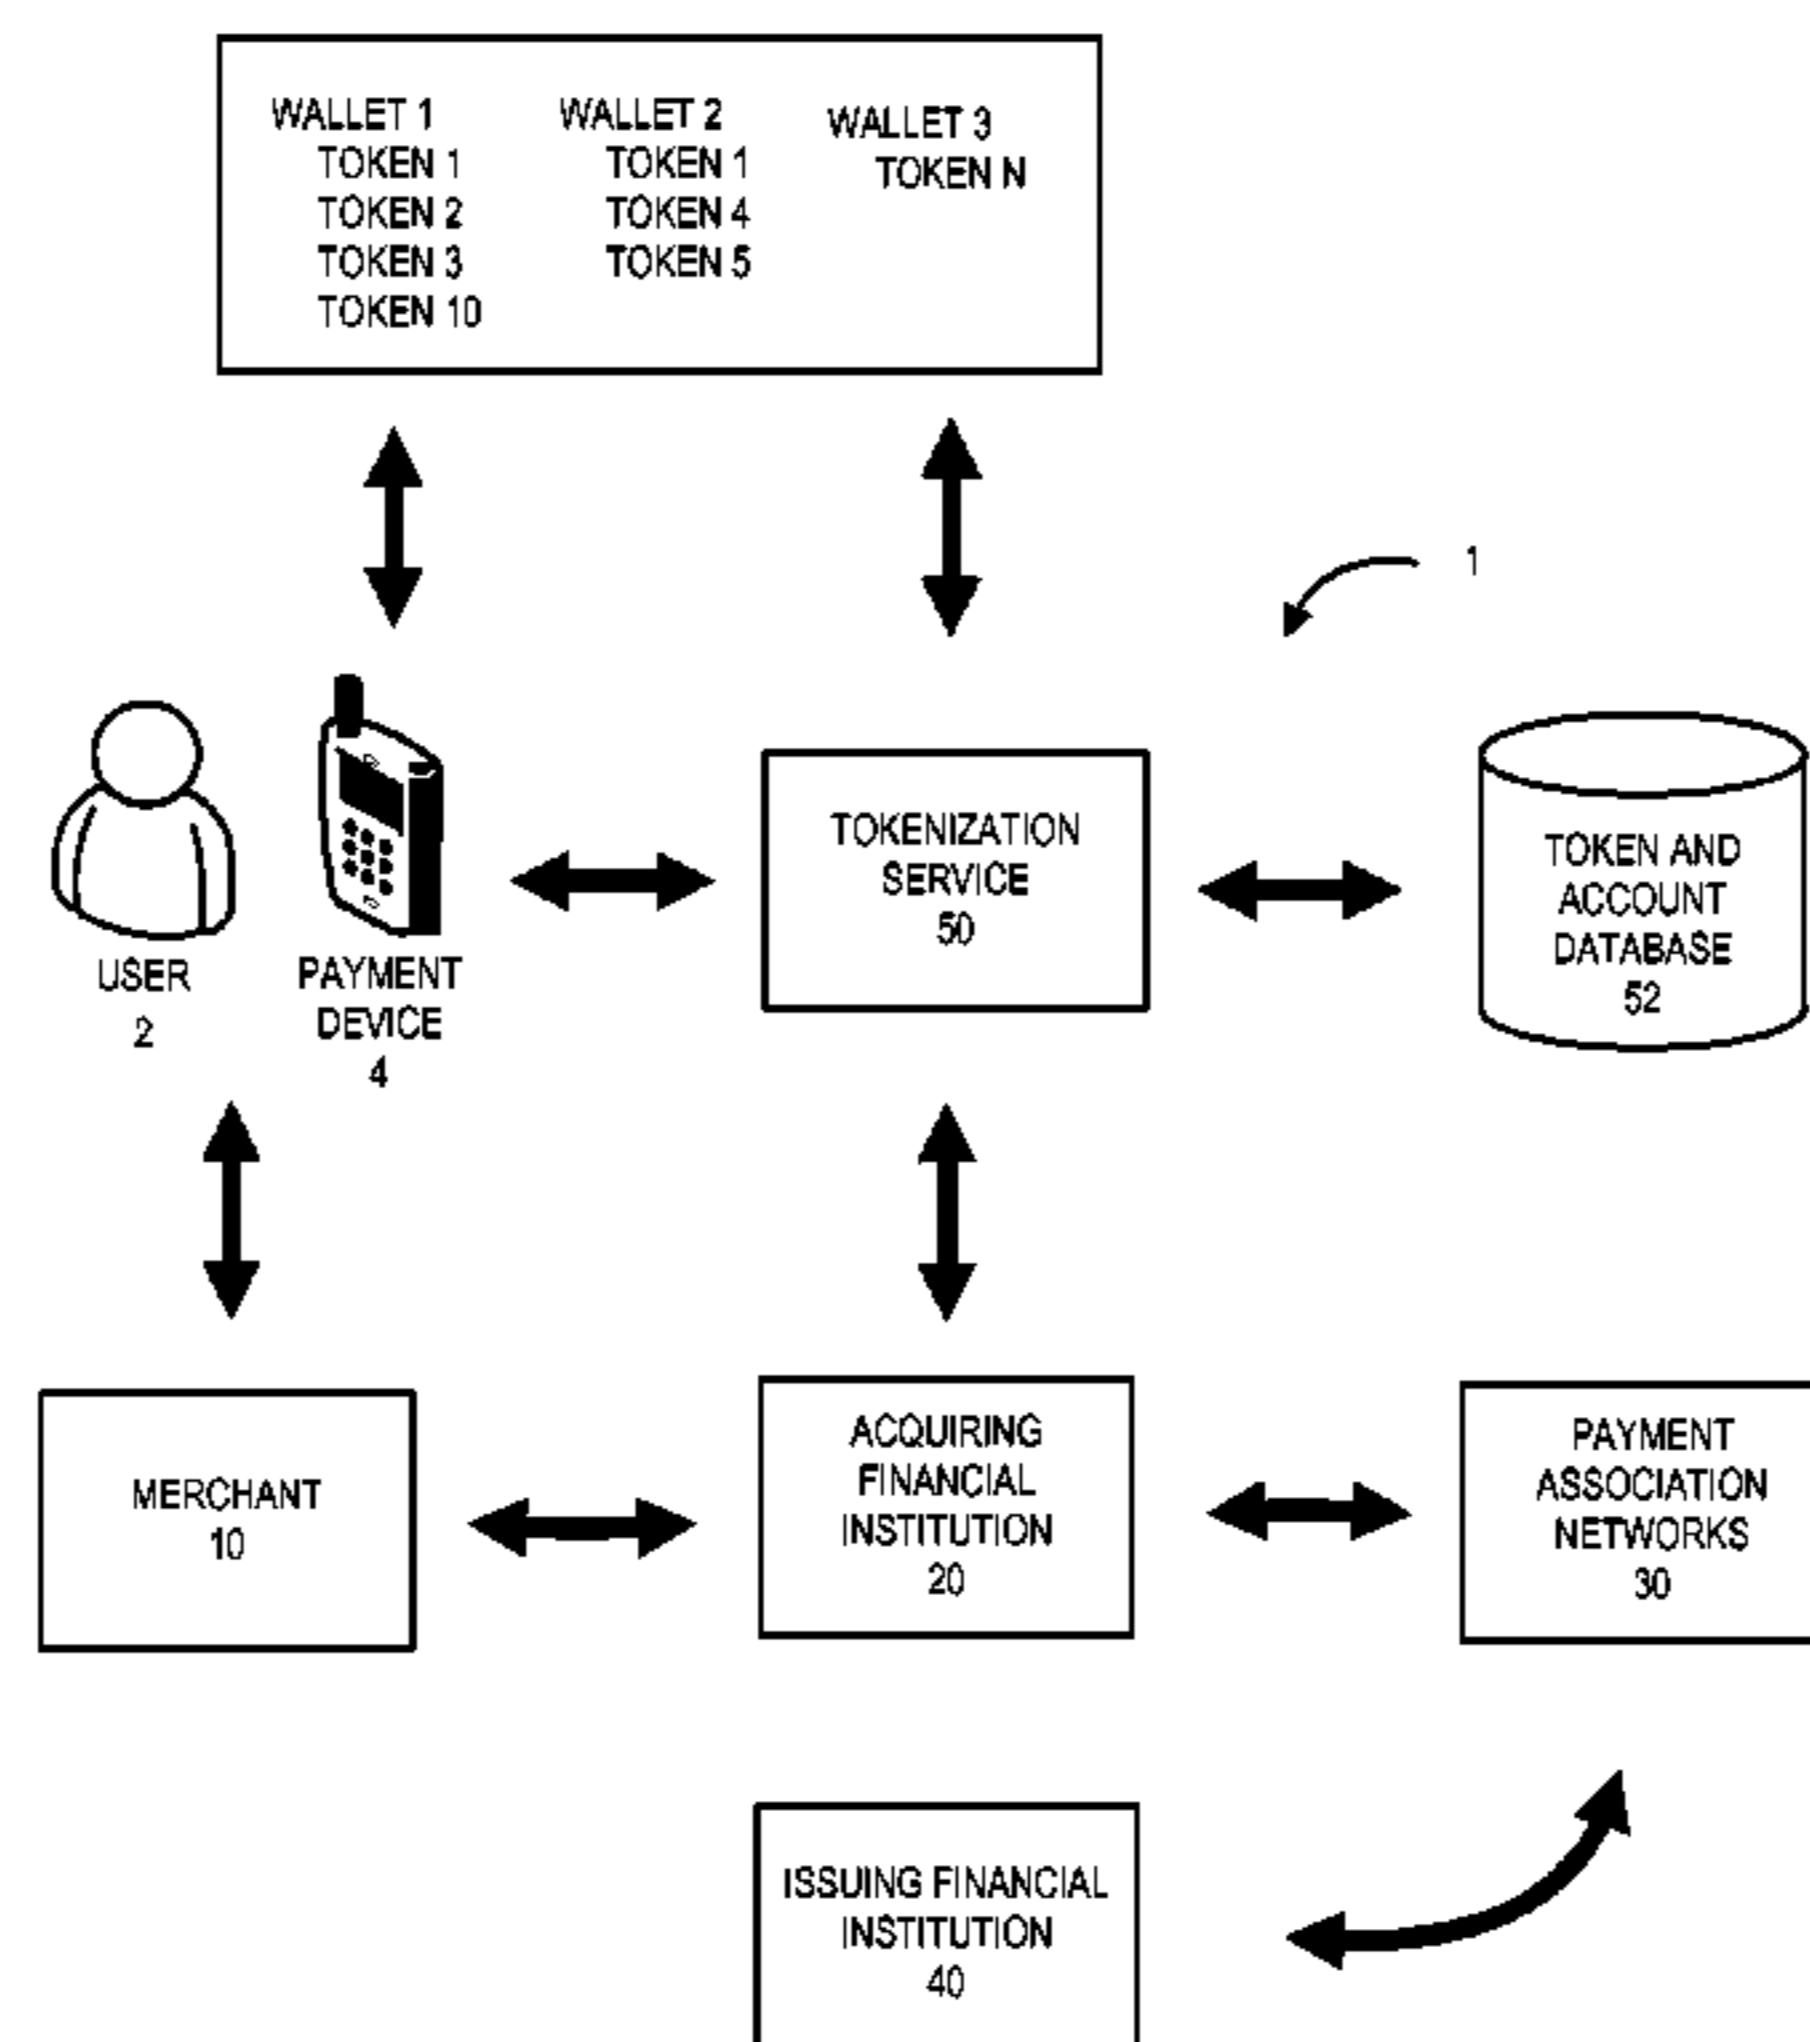 WALLET 1
TOKEN 1
TOKEN 2
TOKEN 3
TOKEN 10
WALLET 2
TOKEN 1
TOKEN 4
TOKEN 5
WALLET 3
TOKEN N
1
USER
2
PAYMENT
DEVICE
4
TOKENIZATION
SERVICE
50
TOKEN AND
ACCOUNT
DATABASE
52
MERCHANT
10
ACQUIRING
FINANCIAL
INSTITUTION
20
PAYMENT
ASSOCIATION
NETWORKS
30
ISSUING FINANCIAL
INSTITUTION
40